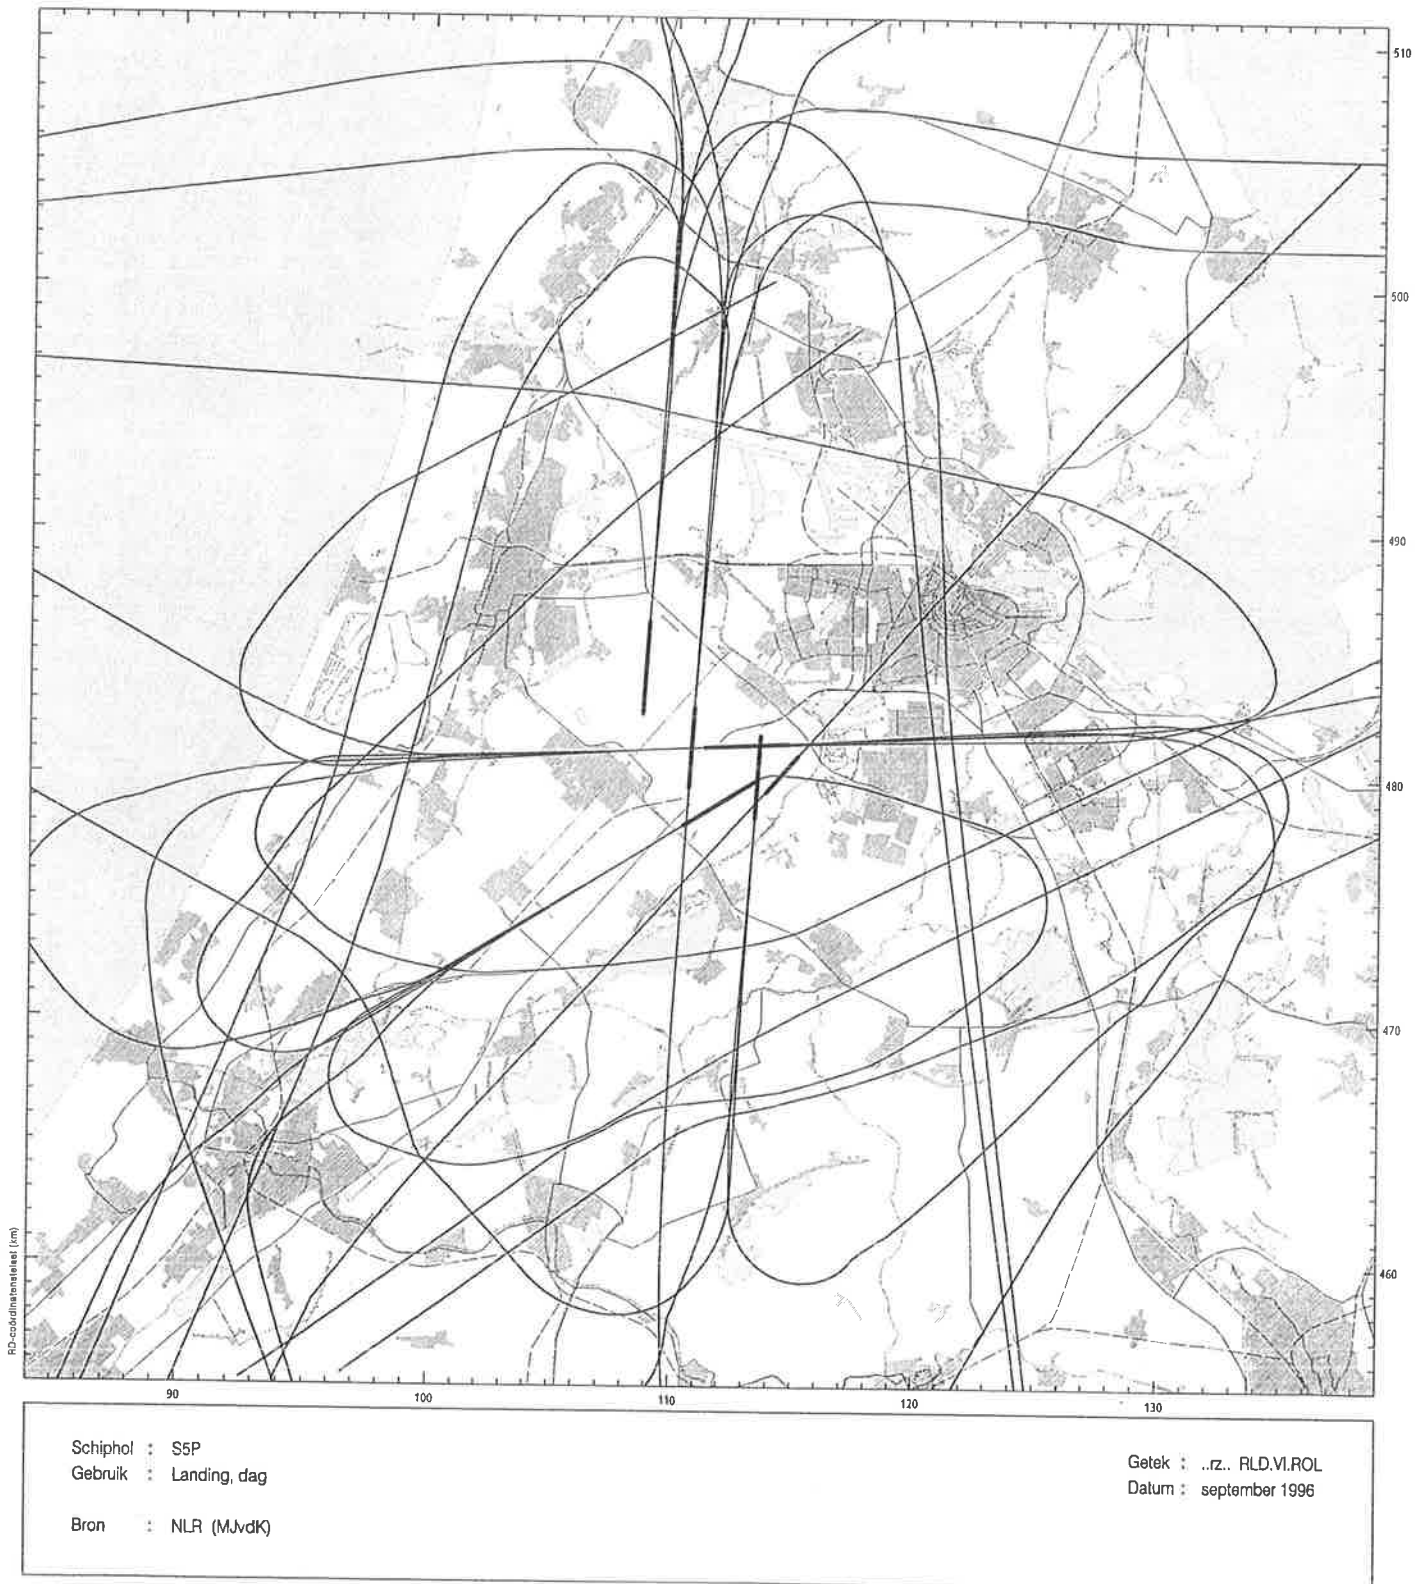 510
500
490
480
470
460
RD-coördinatenstelsel (km)
90
100
110
120
130
Schiphol : S5P
Gebruik : Landing, dag
Bron : NLR (MJvdK)
Getek : ..rz.. RLD.VI.ROL
Datum : september 1996